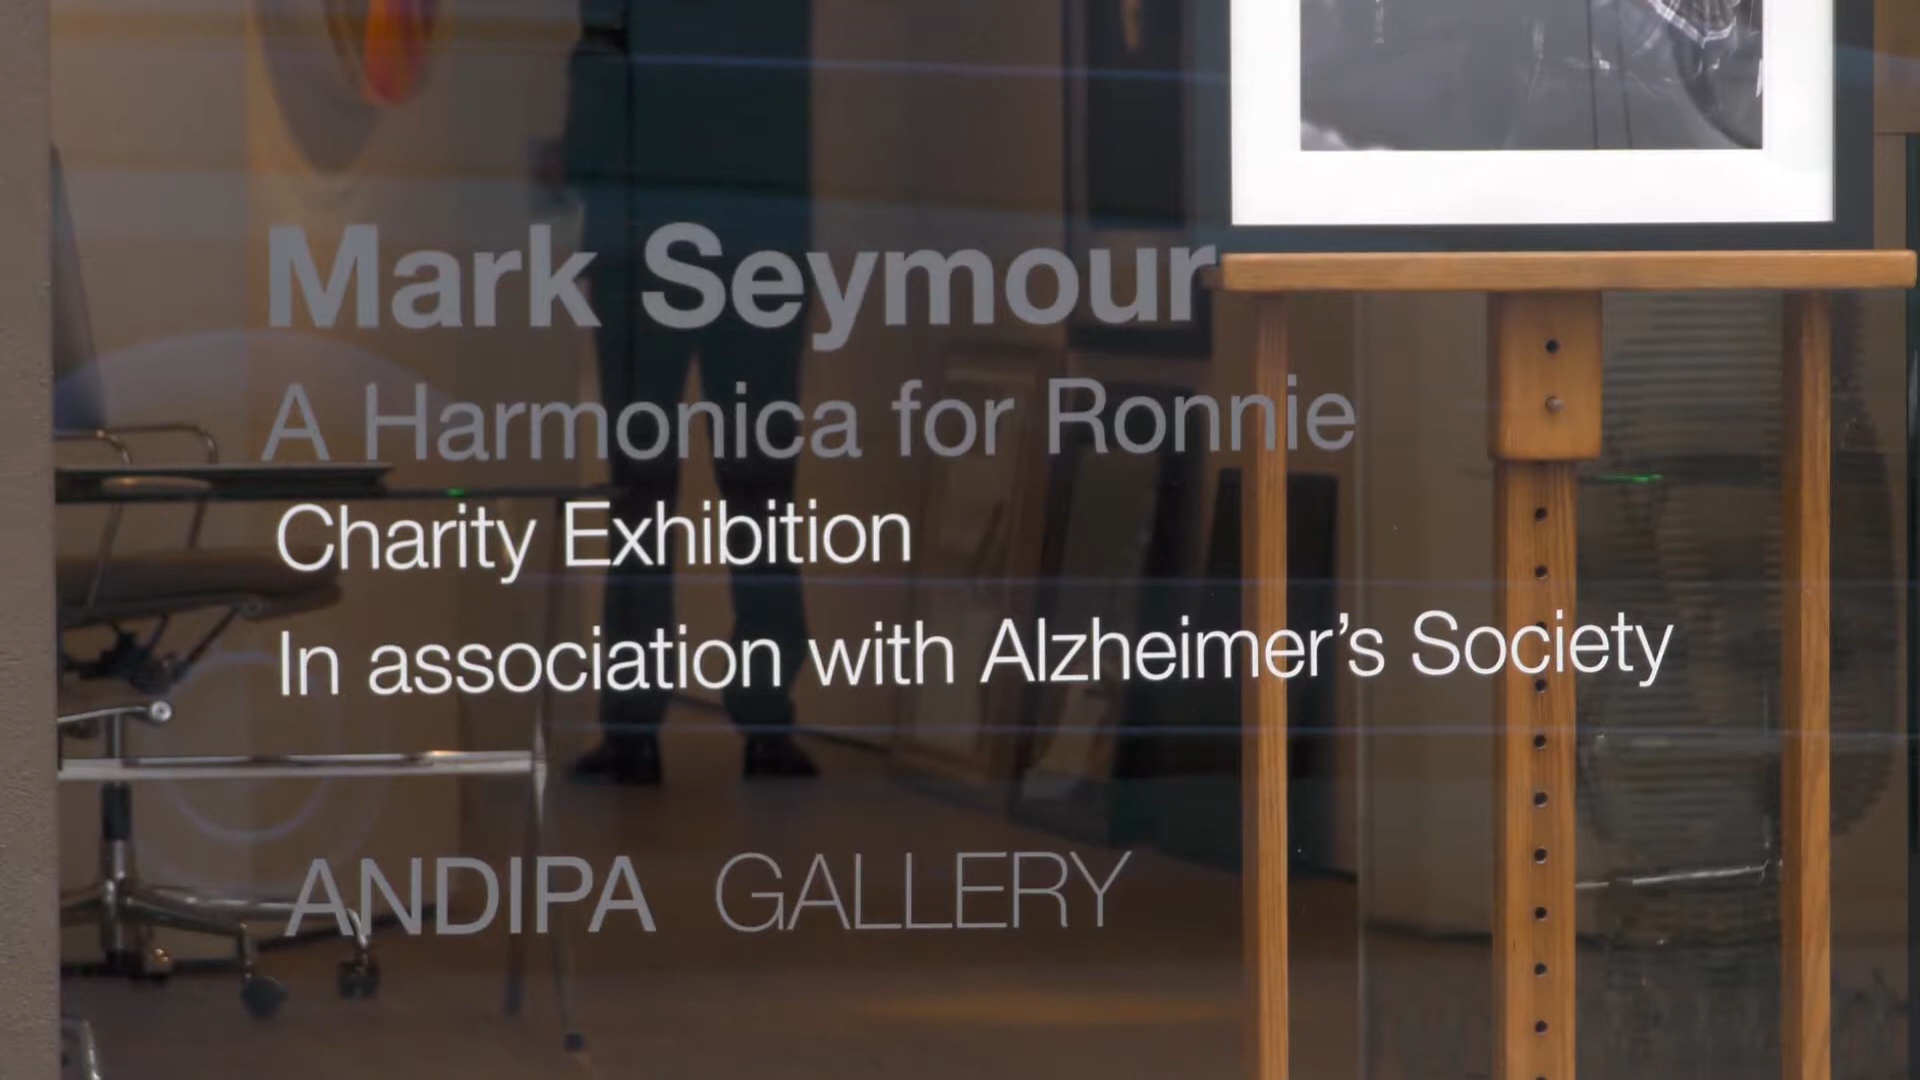 Mark Seymour
A Harmonica for Ronnie
Charity Exhibition
In association with Alzheimer’s Society
ANDIPA GALLERY